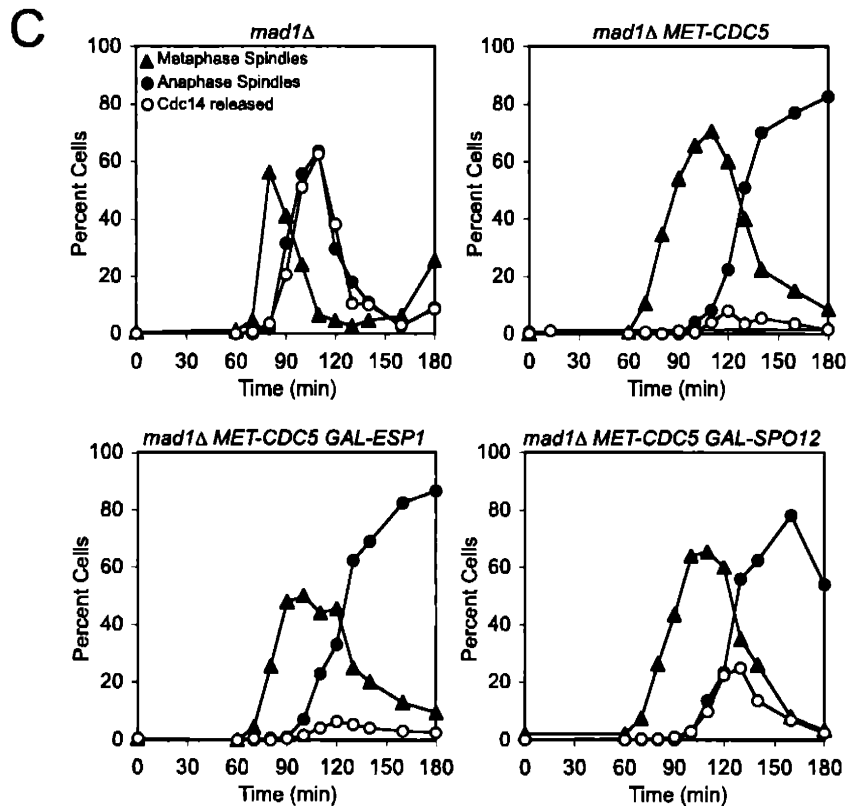 C
mad1Δ
100
80
60
40
20
0
Percent Cells
Metaphase Spindles
Anaphase Spindles
Cdc14 released
0 30 60 90 120 150 180
Time (min)
mad1Δ MET-CDC5
100
80
60
40
20
0
Percent Cells
0 30 60 90 120 150 180
Time (min)
mad1Δ MET-CDC5 GAL-ESP1
100
80
60
40
20
0
Percent Cells
0 30 60 90 120 150 180
Time (min)
mad1Δ MET-CDC5 GAL-SPO12
100
80
60
40
20
0
Percent Cells
0 30 60 90 120 150 180
Time (min)